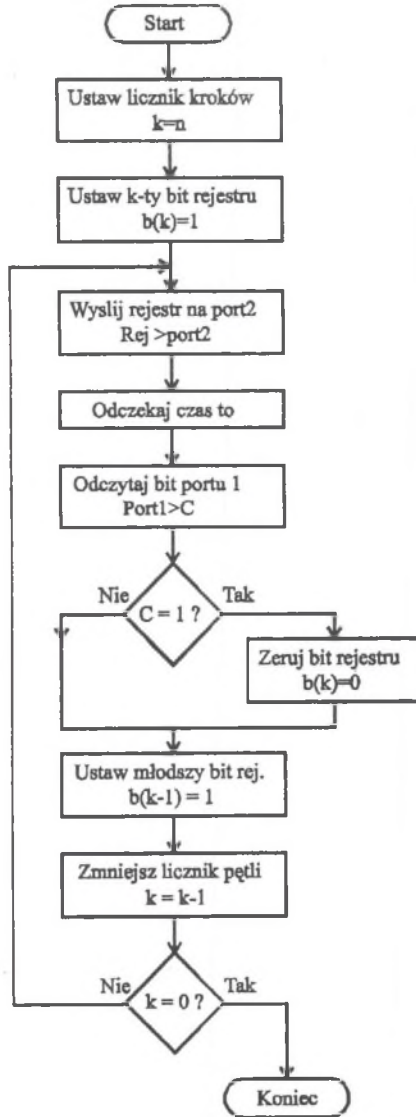 Start
Ustaw licznik kroków
k=n
Ustaw k-ty bit rejestru
b(k)=1
Wyslij rejestr na port2
Rej >port2
Odczekaj czas to
Odczytaj bit portu 1
Port1>C
Nie
C = 1 ?
Tak
Zeruj bit rejestru
b(k)=0
Ustaw młodszy bit rej.
b(k-1) = 1
Zmniejsz licznik pętli
k = k-1
Nie
k = 0 ?
Tak
Koniec